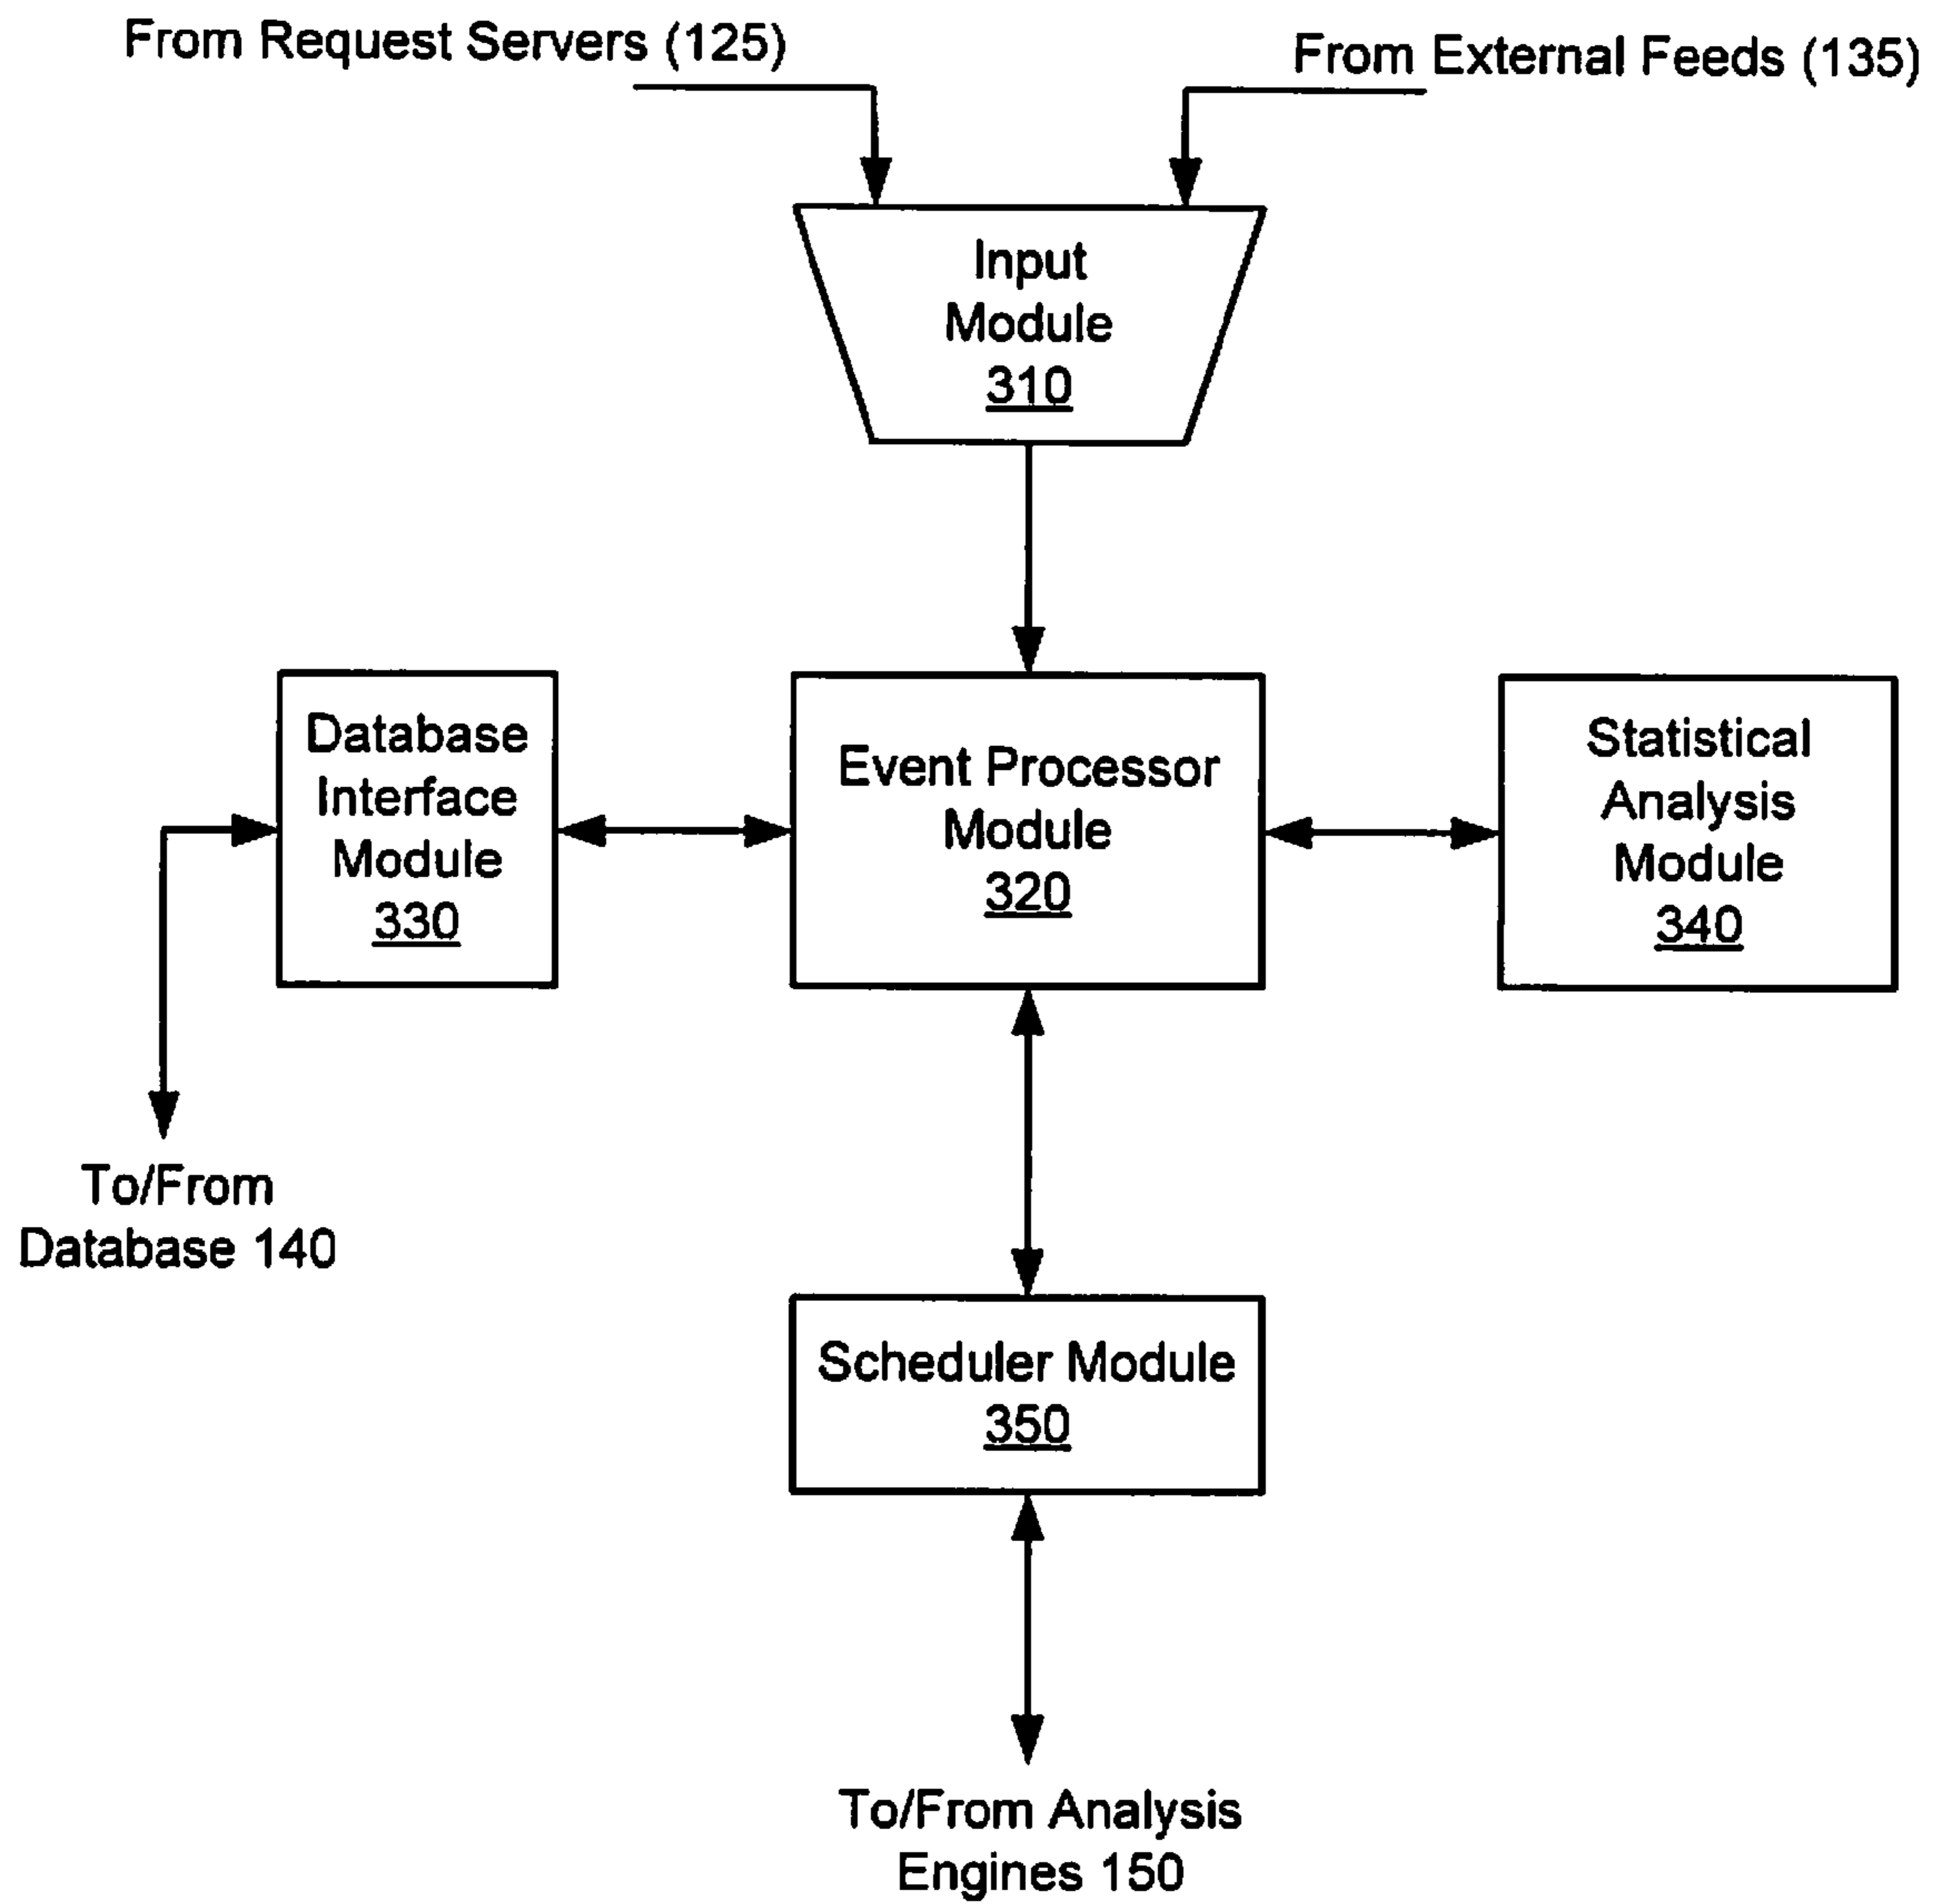 From Request Servers (125)
From External Feeds (135)
Input
Module
310
Database
Interface
Module
330
Event Processor
Module
320
Statistical
Analysis
Module
340
To/From
Database 140
Scheduler Module
350
To/From Analysis
Engines 150